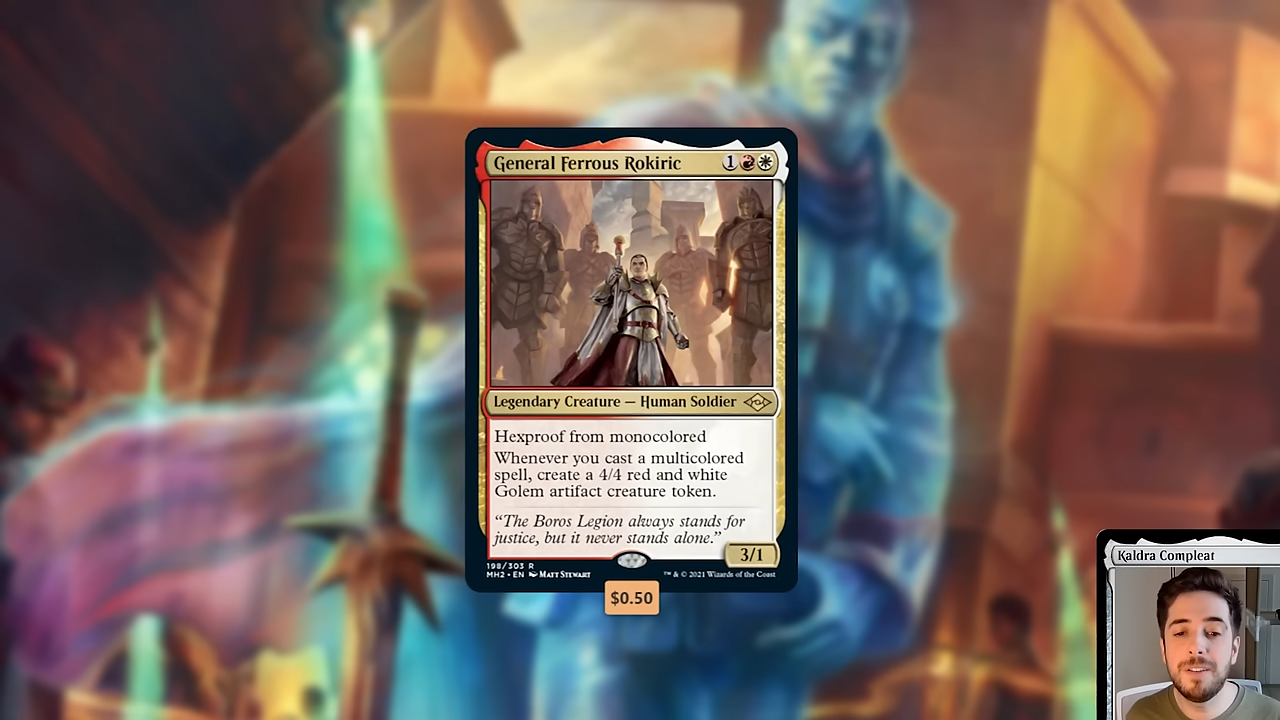 General Ferrous Rokiric 1
Legendary Creature — Human Soldier
Hexproof from monocolored
Whenever you cast a multicolored
spell, create a 4/4 red and white
Golem artifact creature token.
“The Boros Legion always stands for
justice, but it never stands alone.”
3/1
198/303 R
MH2 • EN Matt Stewart
™ & © 2021 Wizards of the Coast
$0.50
Kaldra Compleat